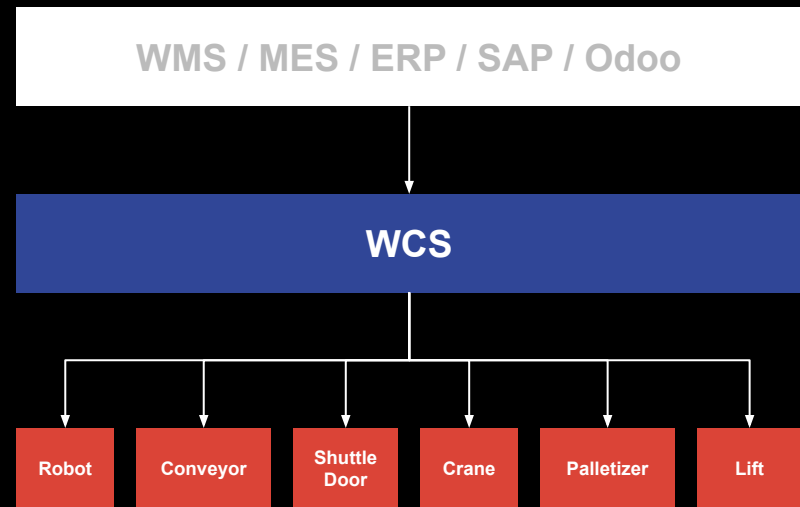 WMS / MES / ERP / SAP / Odoo
WCS
Robot
Conveyor
Shuttle
Door
Crane
Palletizer
Lift